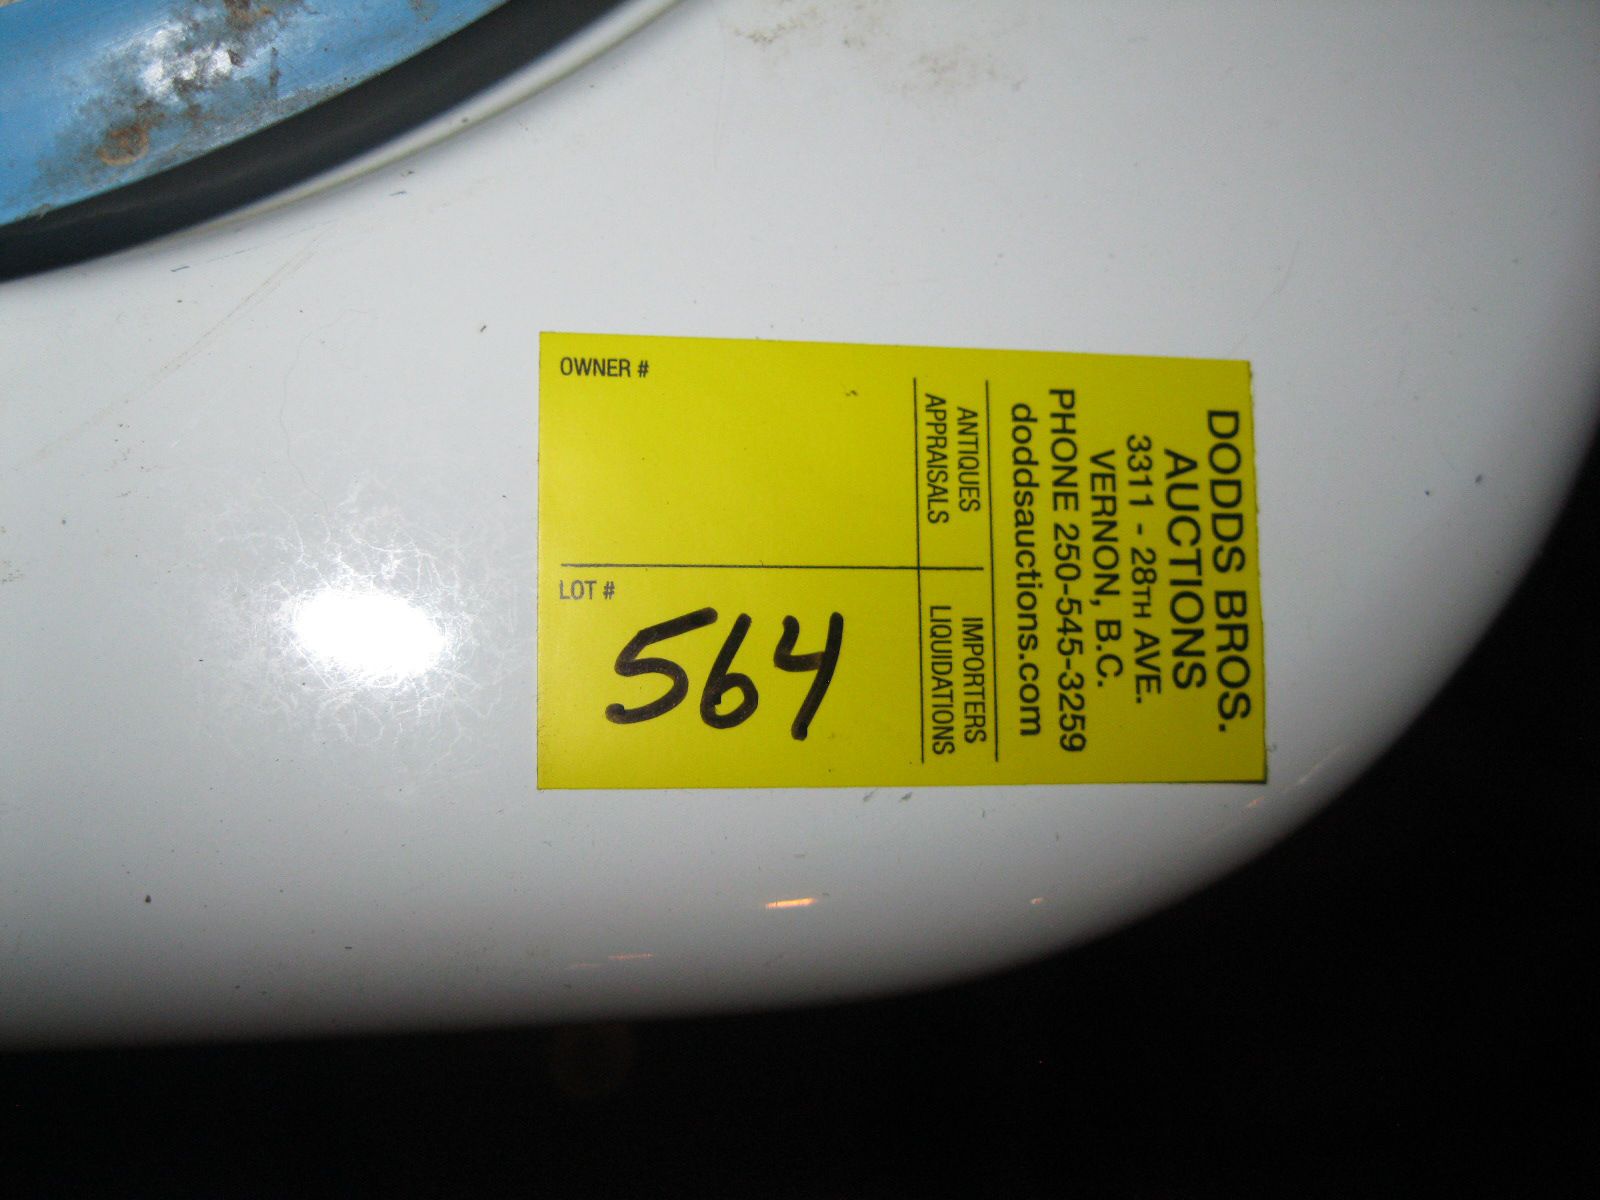 DODDS BROS.
AUCTIONS
3311 - 28TH AVE.
VERNON, B.C.
PHONE 250-545-3259
doddsauctions.com
ANTIQUES
APPRAISALS
IMPORTERS
LIQUIDATIONS
OWNER #
LOT #
564